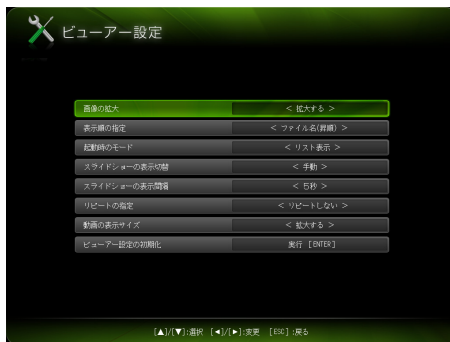 ビューアー設定
画像の拡大 < 拡大する >
表示順の指定 < ファイル名(昇順) >
起動時のモード < リスト表示 >
スライドショーの表示切替 < 手動 >
スライドショーの表示間隔 < 5秒 >
リピートの指定 < リピートしない >
動画の表示サイズ < 拡大する >
ビューアー設定の初期化 実行 [ENTER]
[▲]/[▼]:選択 [◄]/[►]:変更 [ESC]:戻る